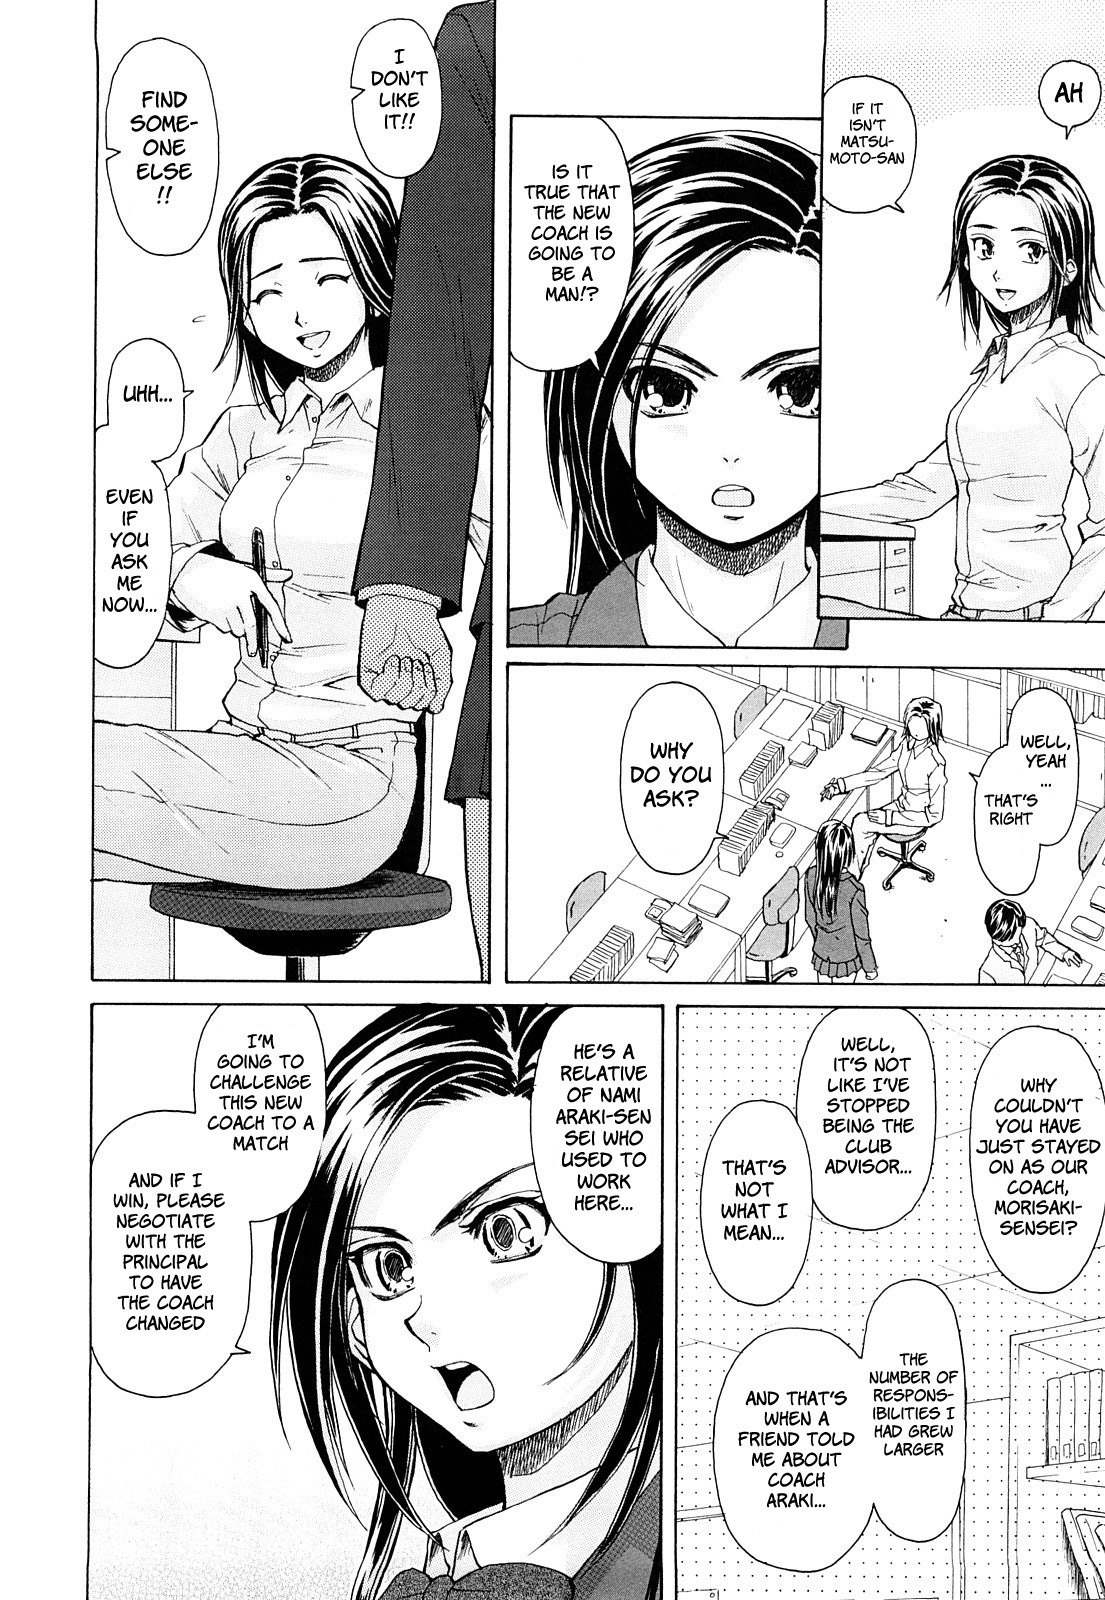 AH
IF IT
ISN'T
MATSU-
MOTO-SAN
IS IT
TRUE THAT
THE NEW
COACH IS
GOING TO
BE A
MAN!?
WELL,
YEAH
...
THAT'S
RIGHT
WHY
DO YOU
ASK?
I
DON'T
LIKE
IT!!
FIND
SOME-
ONE
ELSE
!!
UHH...
EVEN
IF
YOU
ASK
ME
NOW...
WHY
COULDN'T
YOU HAVE
JUST STAYED
ON AS OUR
COACH,
MORISAKI-
SENSEI?
WELL,
IT'S NOT
LIKE I'VE
STOPPED
BEING THE
CLUB
ADVISOR...
THAT'S
NOT
WHAT I
MEAN...
THE
NUMBER OF
RESPONS-
IBILITIES I
HAD GREW
LARGER
AND THAT'S
WHEN A
FRIEND TOLD
ME ABOUT
COACH
ARAKI...
HE'S A
RELATIVE
OF NAMI
ARAKI-SEN
SEI WHO
USED TO
WORK
HERE...
I'M
GOING TO
CHALLENGE
THIS NEW
COACH TO A
MATCH
AND IF I
WIN, PLEASE
NEGOTIATE
WITH THE
PRINCIPAL
TO HAVE
THE COACH
CHANGED